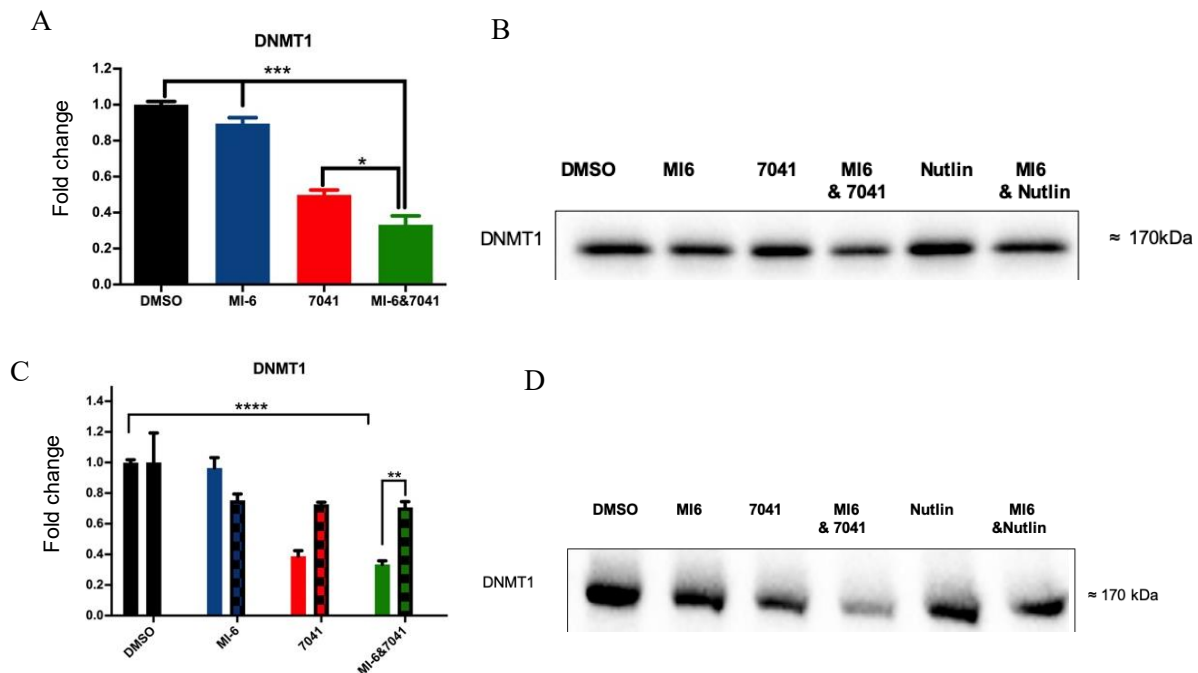 A
DNMT1
Fold change
1.2
1.0
0.8
0.6
0.4
0.2
0.0
***
*
DMSO MI-6 7041 MI-6&7041
B
DMSO MI6 7041 MI6 & 7041 Nutlin MI6 & Nutlin
DNMT1
≈ 170kDa
C
DNMT1
Fold change
1.4
1.2
1.0
0.8
0.6
0.4
0.2
0.0
****
**
DMSO MI-6 7041 MI-6&7041
D
DMSO MI6 7041 MI6 & 7041 Nutlin MI6 &Nutlin
DNMT1
≈ 170 kDa